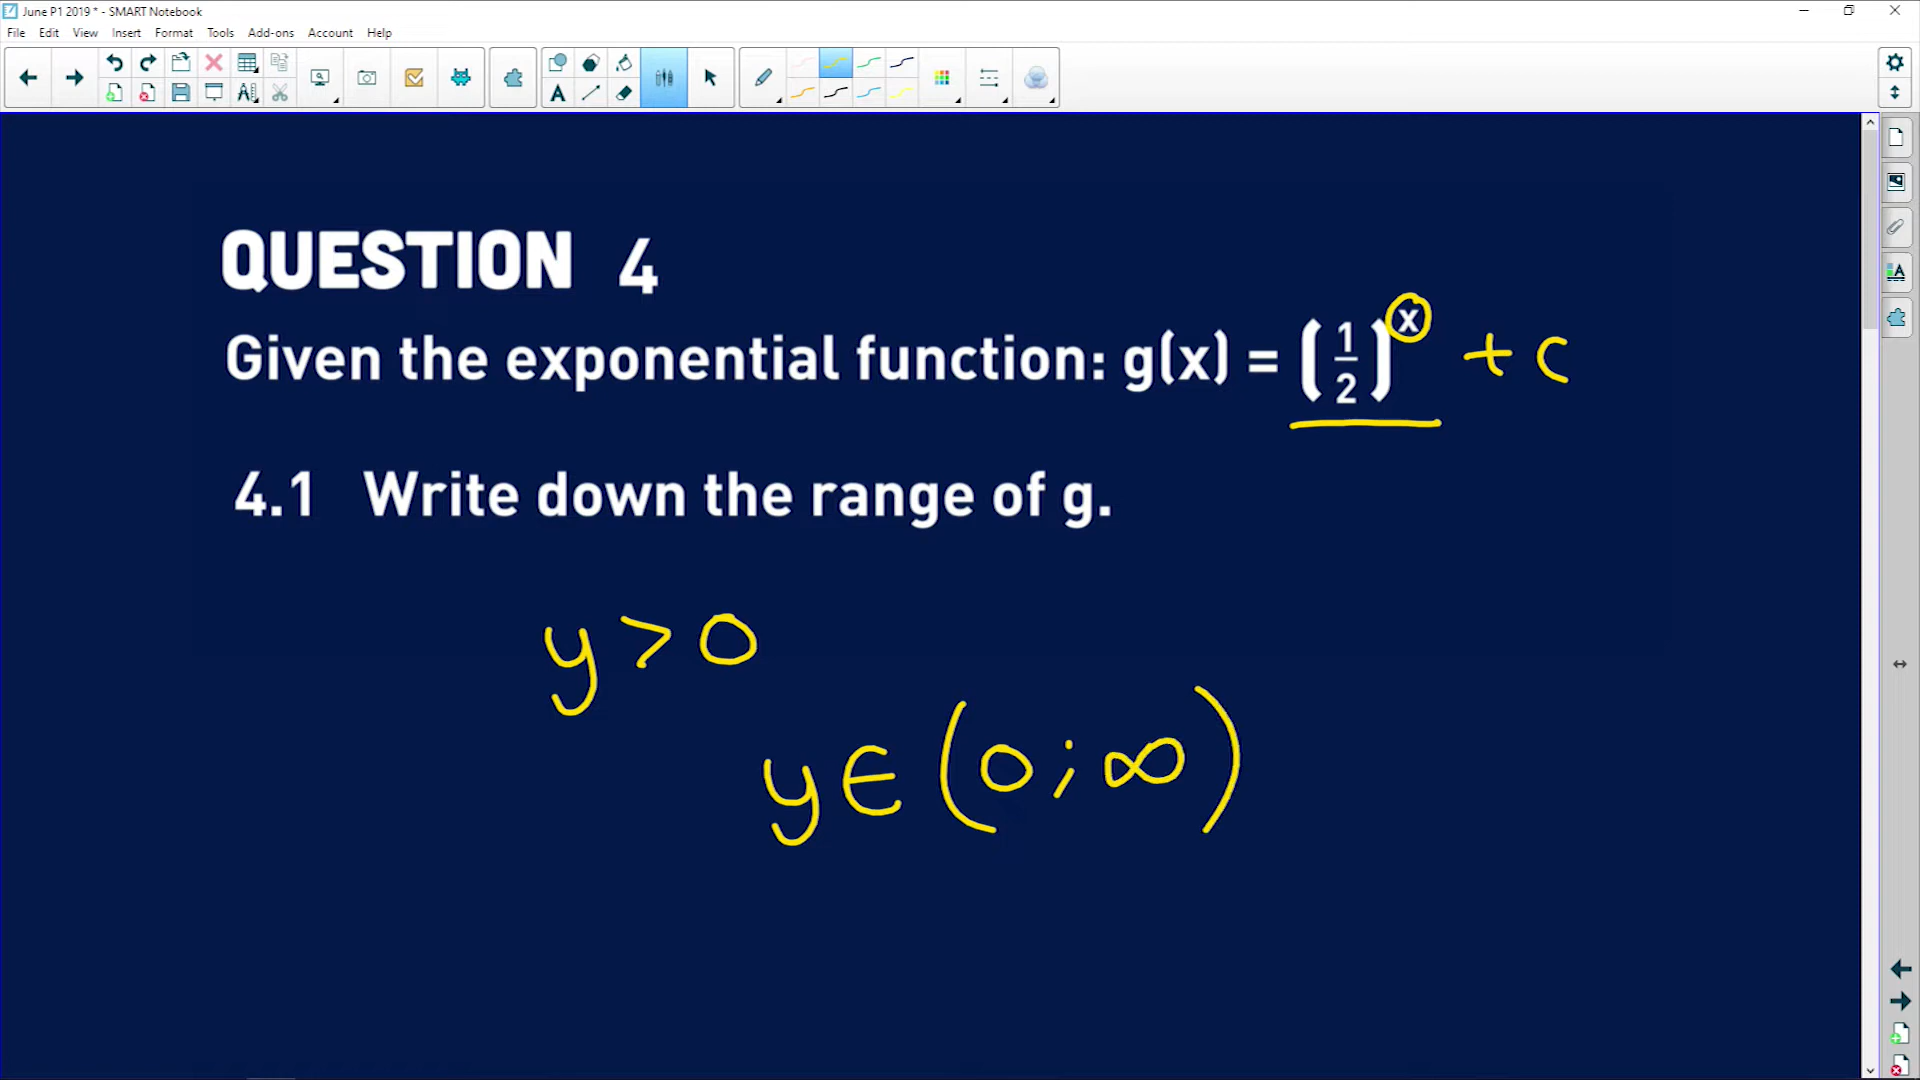 June P1 2019 * - SMART Notebook
File Edit View Insert Format Tools Add-ons Account Help
QUESTION 4
Given the exponential function: g(x) = (1/2)^x + c
4.1 Write down the range of g.
y > 0
y ∈ (0 ; ∞)